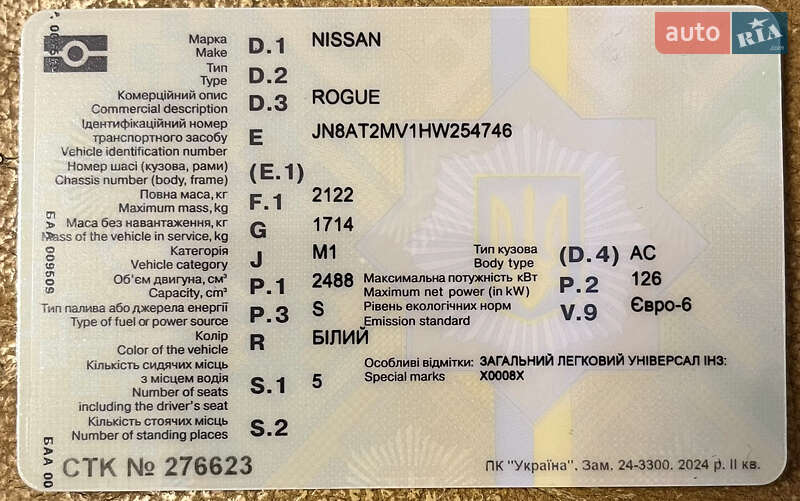 auto RIA
Марка
Make
D.1 NISSAN
Тип
Type
D.2
Комерційний опис
Commercial description
D.3 ROGUE
Ідентифікаційний номер
транспортного засобу
Vehicle identification number
E JN8AT2MV1HW254746
Номер шасі (кузова, рами)
Chassis number (body, frame)
(E.1)
Повна маса, кг
Maximum mass, kg
F.1 2122
Маса без навантаження, кг
Mass of the vehicle in service, kg
G 1714
Категорія
Vehicle category
J M1
Тип кузова
Body type
(D.4) AC
Об'єм двигуна, см³
Capacity, cm³
P.1 2488
Максимальна потужність кВт
Maximum net power (in kW)
P.2 126
Тип палива або джерела енергії
Type of fuel or power source
P.3 S
Рівень екологічних норм
Emission standard
V.9 Євро-6
Колір
Color of the vehicle
R БІЛИЙ
Кількість сидячих місць
з місцем водія
Number of seats
including the driver's seat
S.1 5
Особливі відмітки: ЗАГАЛЬНИЙ ЛЕГКОВИЙ УНІВЕРСАЛ ІНЗ:
Special marks X0008X
Кількість стоячих місць
Number of standing places
S.2
СТК № 276623
ПК "Україна". Зам. 24-3300. 2024 р. II кв.
БАА 009509
БАА 00